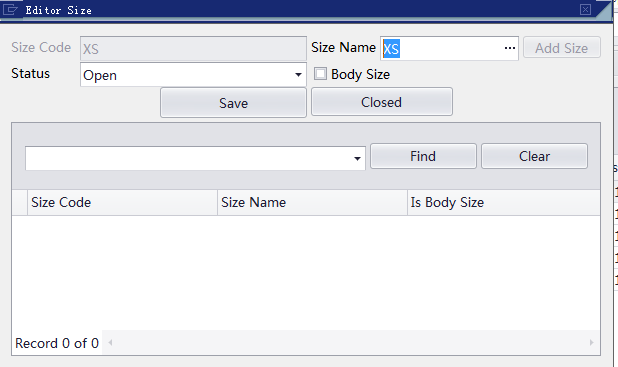 Editor Size
Size Code XS Size Name XS ... Add Size
Status Open Body Size
Save Closed
Find Clear
Size Code Size Name Is Body Size
Record 0 of 0